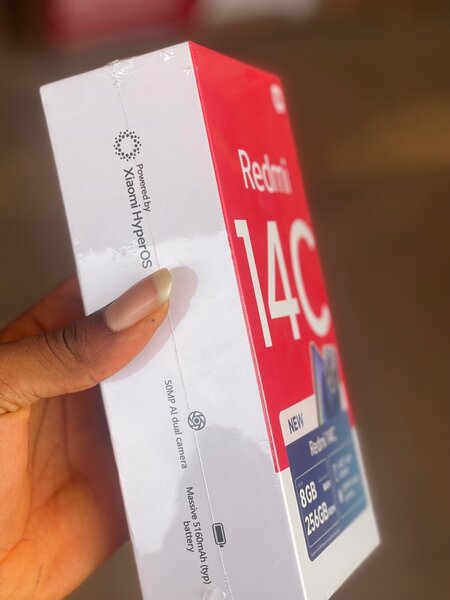 Powered by
Xiaomi HyperOS
50MP AI dual camera
Massive 5160mAh (typ)
battery
Redmi
14C
NEW
Redmi 14C
8GB
256GB